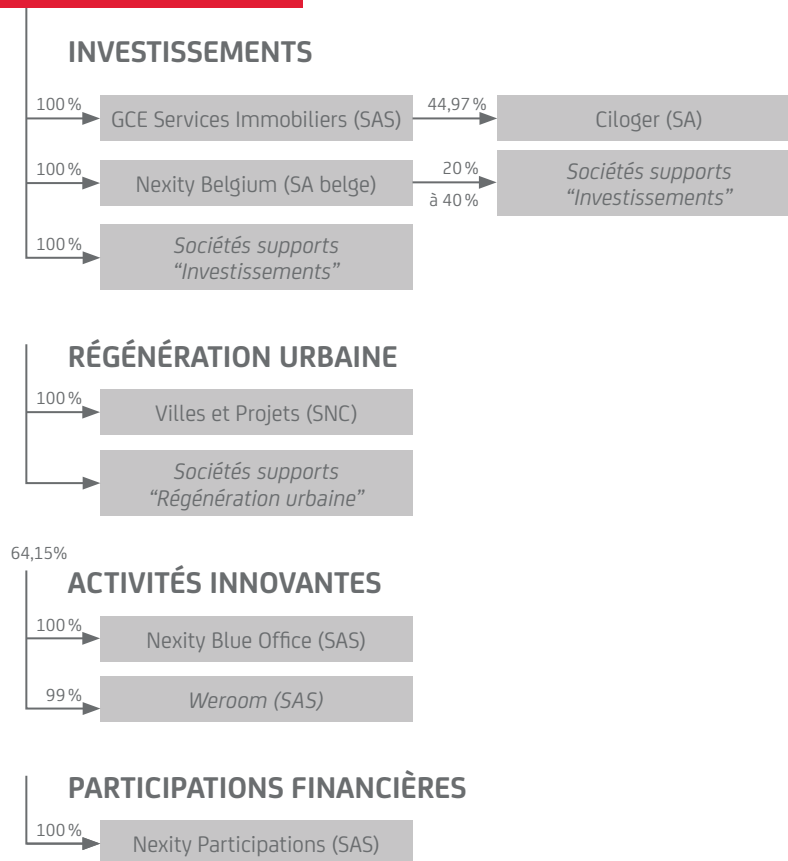 INVESTISSEMENTS
100 %
GCE Services Immobiliers (SAS)
44,97 %
Ciloger (SA)
100 %
Nexity Belgium (SA belge)
20 %
à 40 %
Sociétés supports
“Investissements”
100 %
Sociétés supports
“Investissements”
RÉGÉNÉRATION URBAINE
100 %
Villes et Projets (SNC)
Sociétés supports
“Régénération urbaine”
64,15%
ACTIVITÉS INNOVANTES
100 %
Nexity Blue Office (SAS)
99 %
Weroom (SAS)
PARTICIPATIONS FINANCIÈRES
100 %
Nexity Participations (SAS)